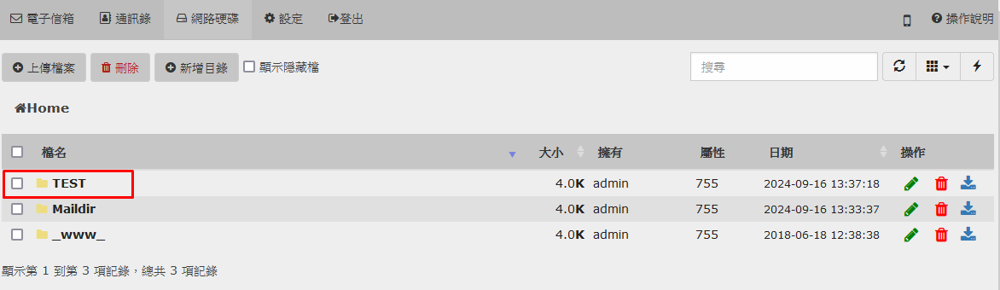 電子信箱 通訊錄 網路硬碟 設定 登出 操作說明
上傳檔案 刪除 新增目錄 顯示隱藏檔 搜尋
Home
檔名 大小 擁有 屬性 日期 操作
TEST 4.0K admin 755 2024-09-16 13:37:18
Maildir 4.0K admin 755 2024-09-16 13:33:37
_www_ 4.0K admin 755 2018-06-18 12:38:38
顯示第 1 到第 3 項記錄，總共 3 項記錄